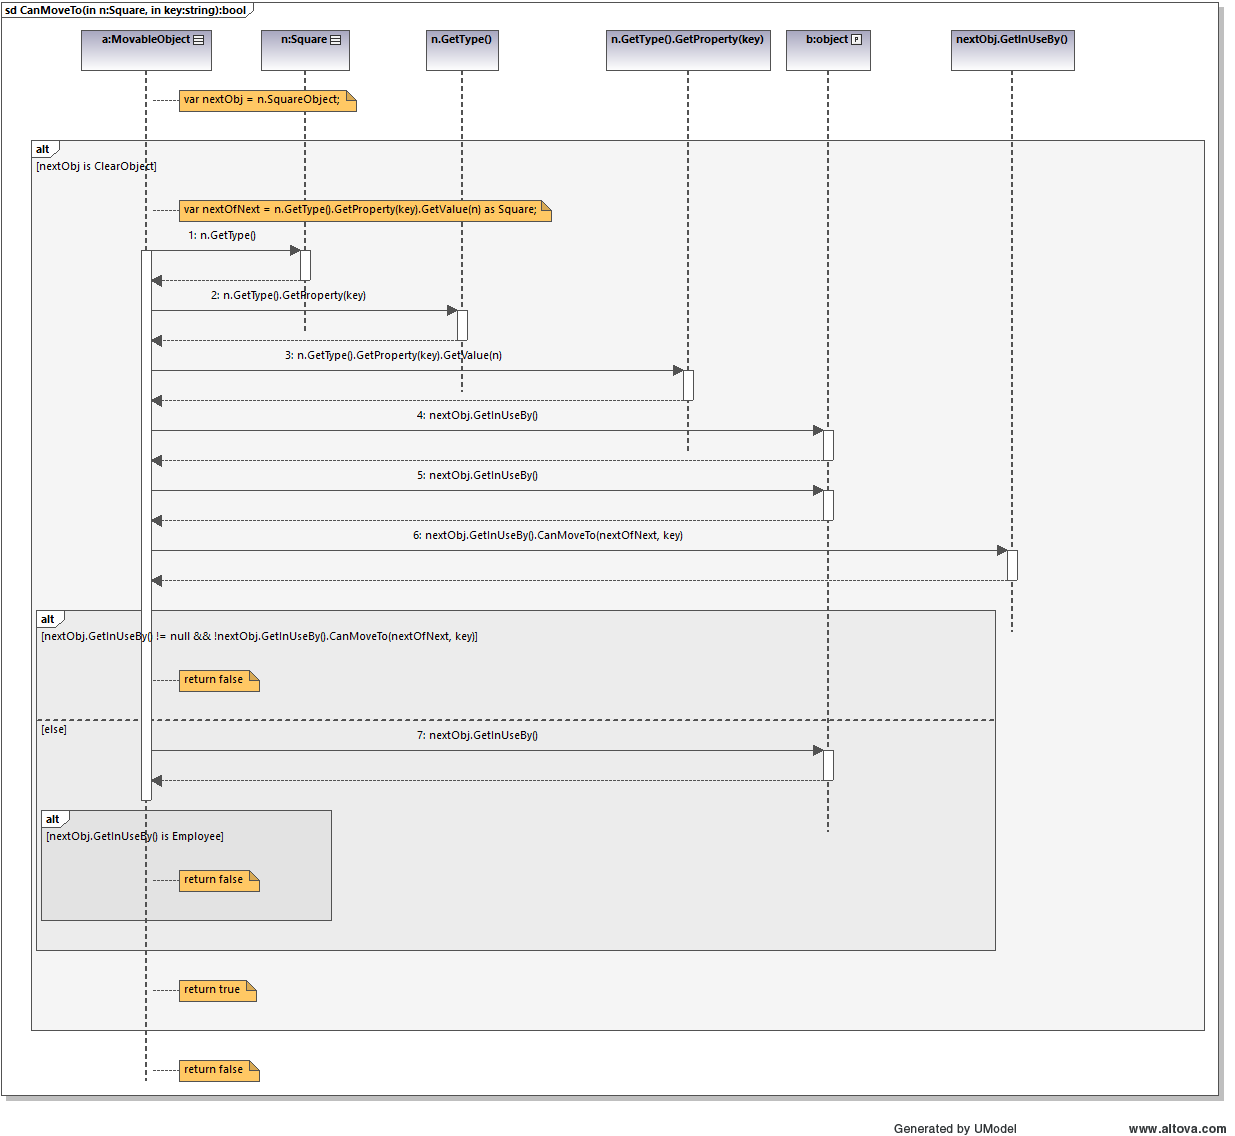 sd CanMoveTo(in n:Square, in key:string):bool
a:MovableObject
n:Square
n.GetType()
n.GetType().GetProperty(key)
b:object
P
nextObj.GetInUseBy()
var nextObj = n.SquareObject;
alt
[nextObj is ClearObject]
var nextOfNext = n.GetType().GetProperty(key).GetValue(n) as Square;
1: n.GetType()
2: n.GetType().GetProperty(key)
3: n.GetType().GetProperty(key).GetValue(n)
4: nextObj.GetInUseBy()
5: nextObj.GetInUseBy()
6: nextObj.GetInUseBy().CanMoveTo(nextOfNext, key)
alt
[nextObj.GetInUseBy() != null && !nextObj.GetInUseBy().CanMoveTo(nextOfNext, key)]
return false
[else]
7: nextObj.GetInUseBy()
alt
[nextObj.GetInUseBy() is Employee]
return false
return true
return false
Generated by UModel
www.altova.com